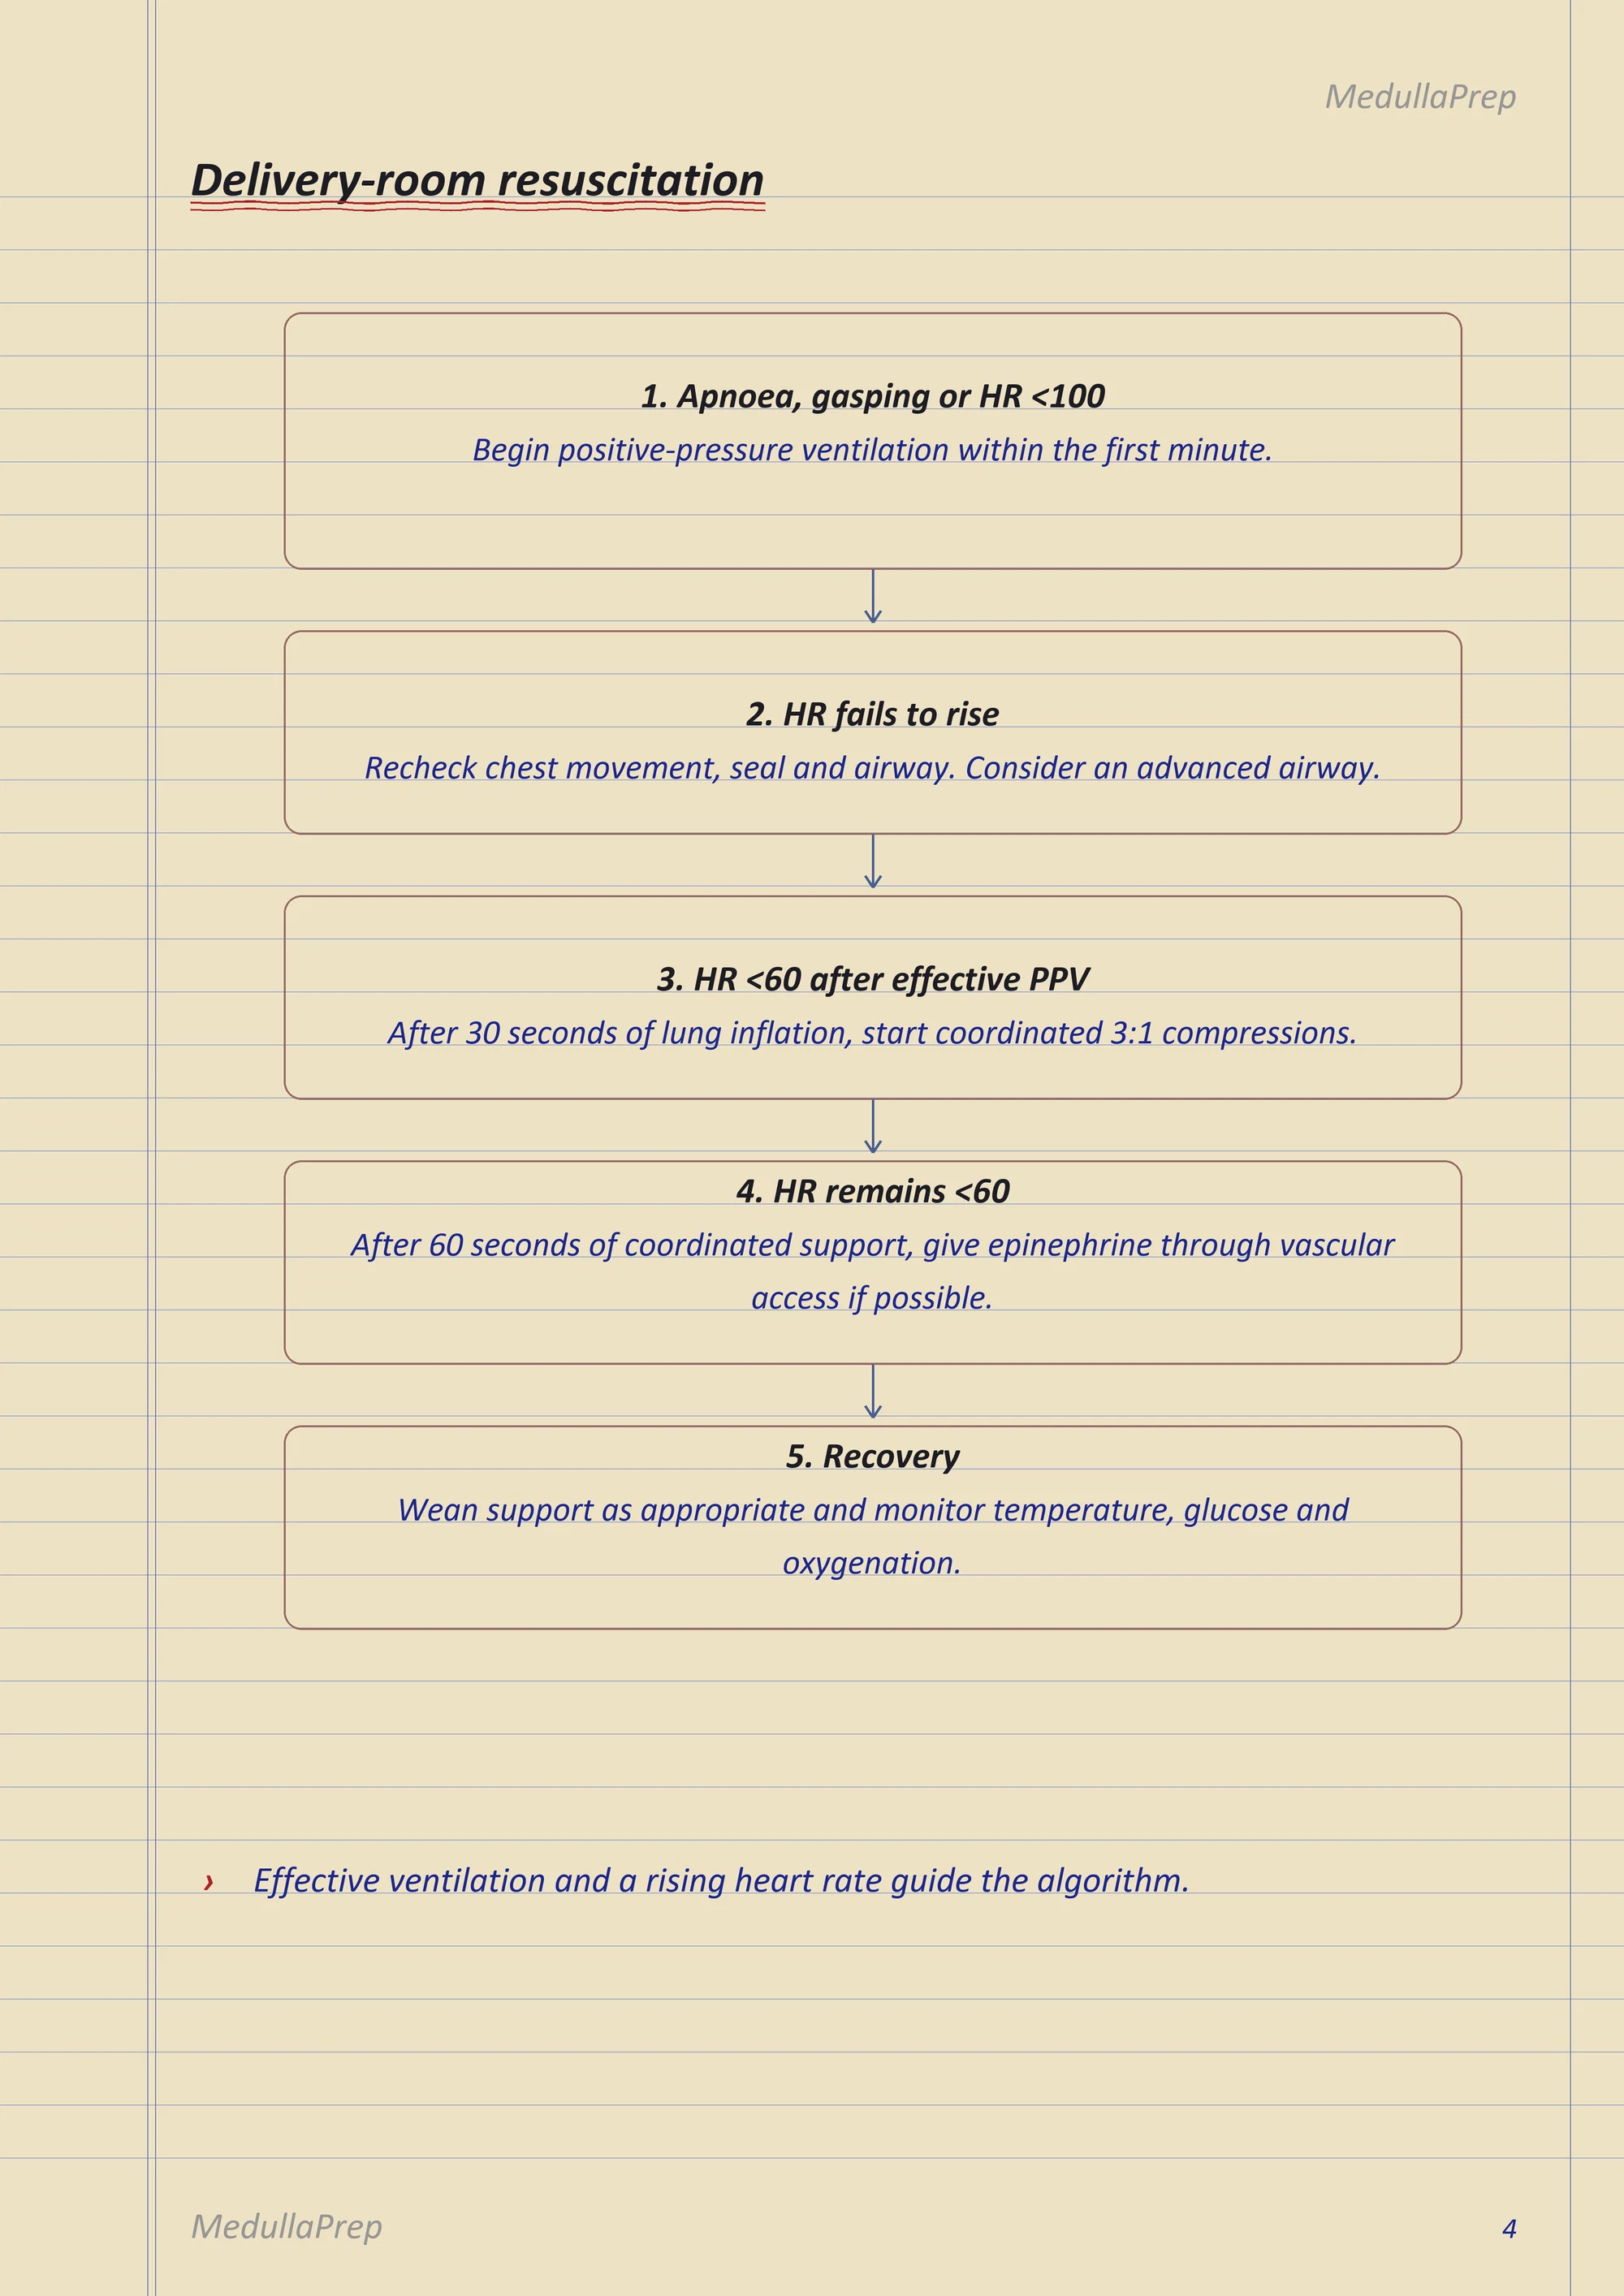 MedullaPrep
Delivery-room resuscitation
1. Apnoea, gasping or HR <100
Begin positive-pressure ventilation within the first minute.
2. HR fails to rise
Recheck chest movement, seal and airway. Consider an advanced airway.
3. HR <60 after effective PPV
After 30 seconds of lung inflation, start coordinated 3:1 compressions.
4. HR remains <60
After 60 seconds of coordinated support, give epinephrine through vascular
access if possible.
5. Recovery
Wean support as appropriate and monitor temperature, glucose and
oxygenation.
› Effective ventilation and a rising heart rate guide the algorithm.
MedullaPrep
4